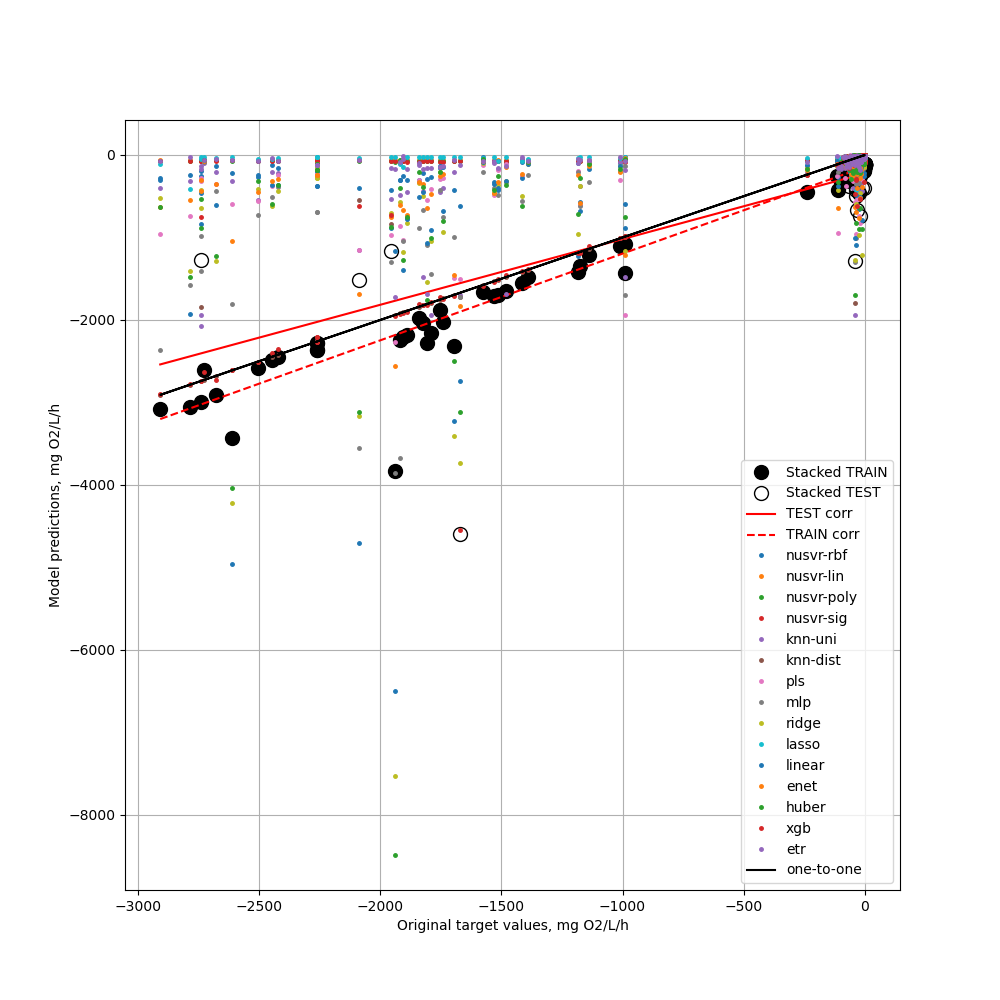 0
−2000
−4000
−6000
−8000
Model predictions, mg O2/L/h
−3000 −2500 −2000 −1500 −1000 −500 0
Original target values, mg O2/L/h
Stacked TRAIN
Stacked TEST
TEST corr
TRAIN corr
nusvr-rbf
nusvr-lin
nusvr-poly
nusvr-sig
knn-uni
knn-dist
pls
mlp
ridge
lasso
linear
enet
huber
xgb
etr
one-to-one